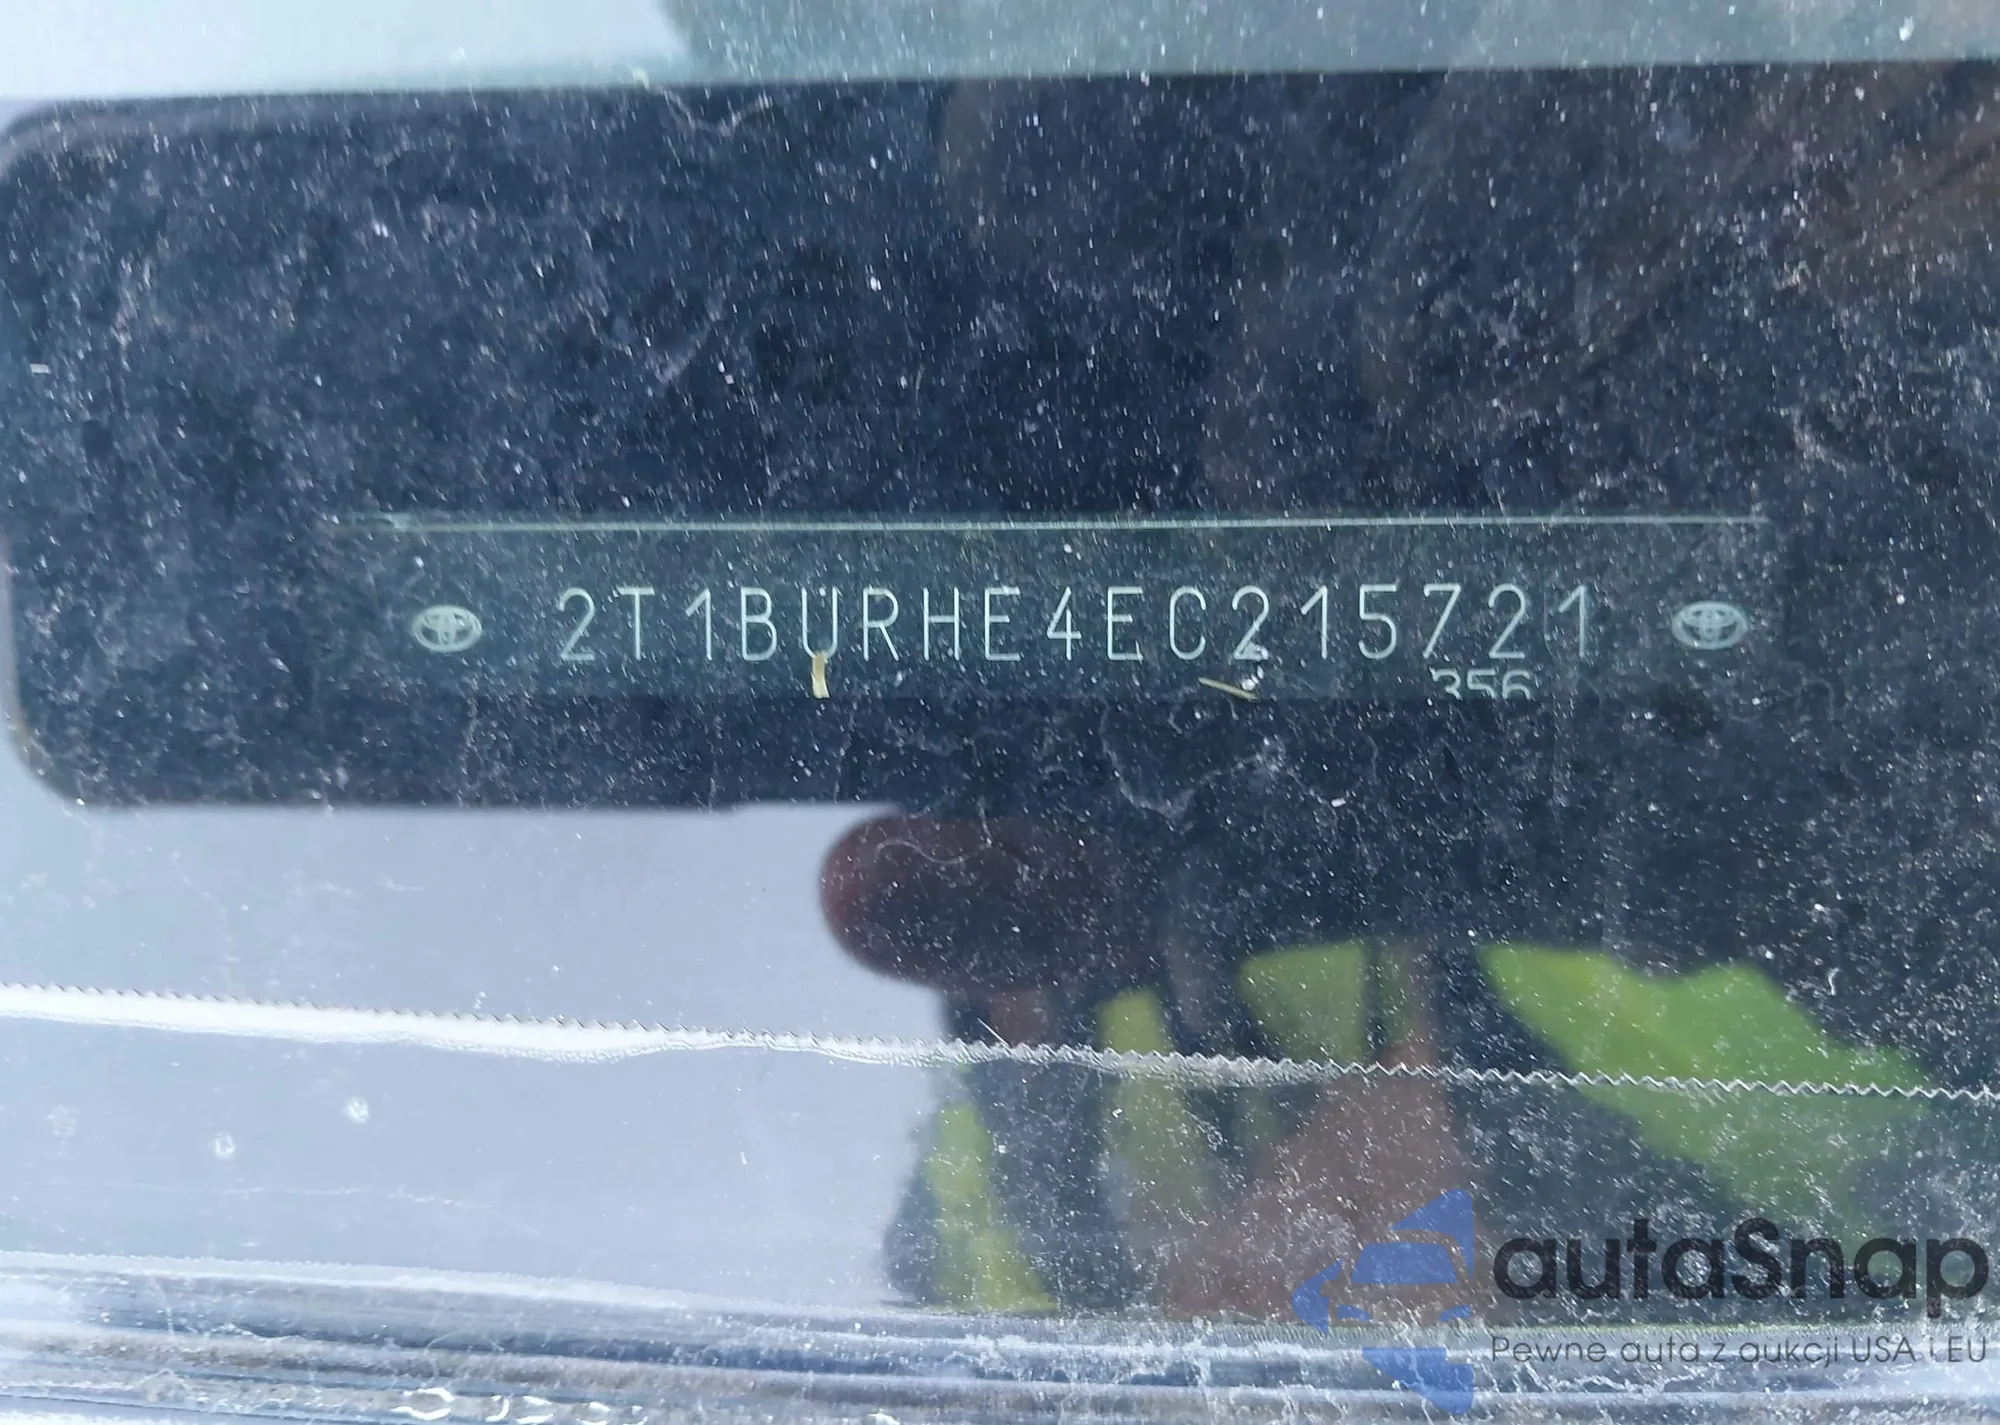 2T1BURHE4EC215721
356
autaSnap
Pewne auta z aukcji USA i EU